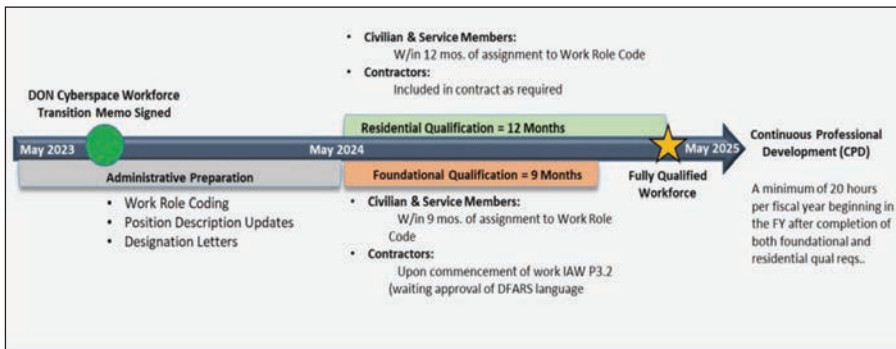 • Civilian & Service Members:
W/in 12 mos. of assignment to Work Role Code
• Contractors:
Included in contract as required
DON Cyberspace Workforce
Transition Memo Signed
Residential Qualification = 12 Months
May 2023
May 2024
May 2025
Administrative Preparation
• Work Role Coding
• Position Description Updates
• Designation Letters
Foundational Qualification = 9 Months
• Civilian & Service Members:
W/in 9 mos. of assignment to Work Role
Code
• Contractors:
Upon commencement of work IAW P3.2
(waiting approval of DFARS language
Fully Qualified
Workforce
Continuous Professional
Development (CPD)
A minimum of 20 hours
per fiscal year beginning in
the FY after completion of
both foundational and
residential qual reqs..